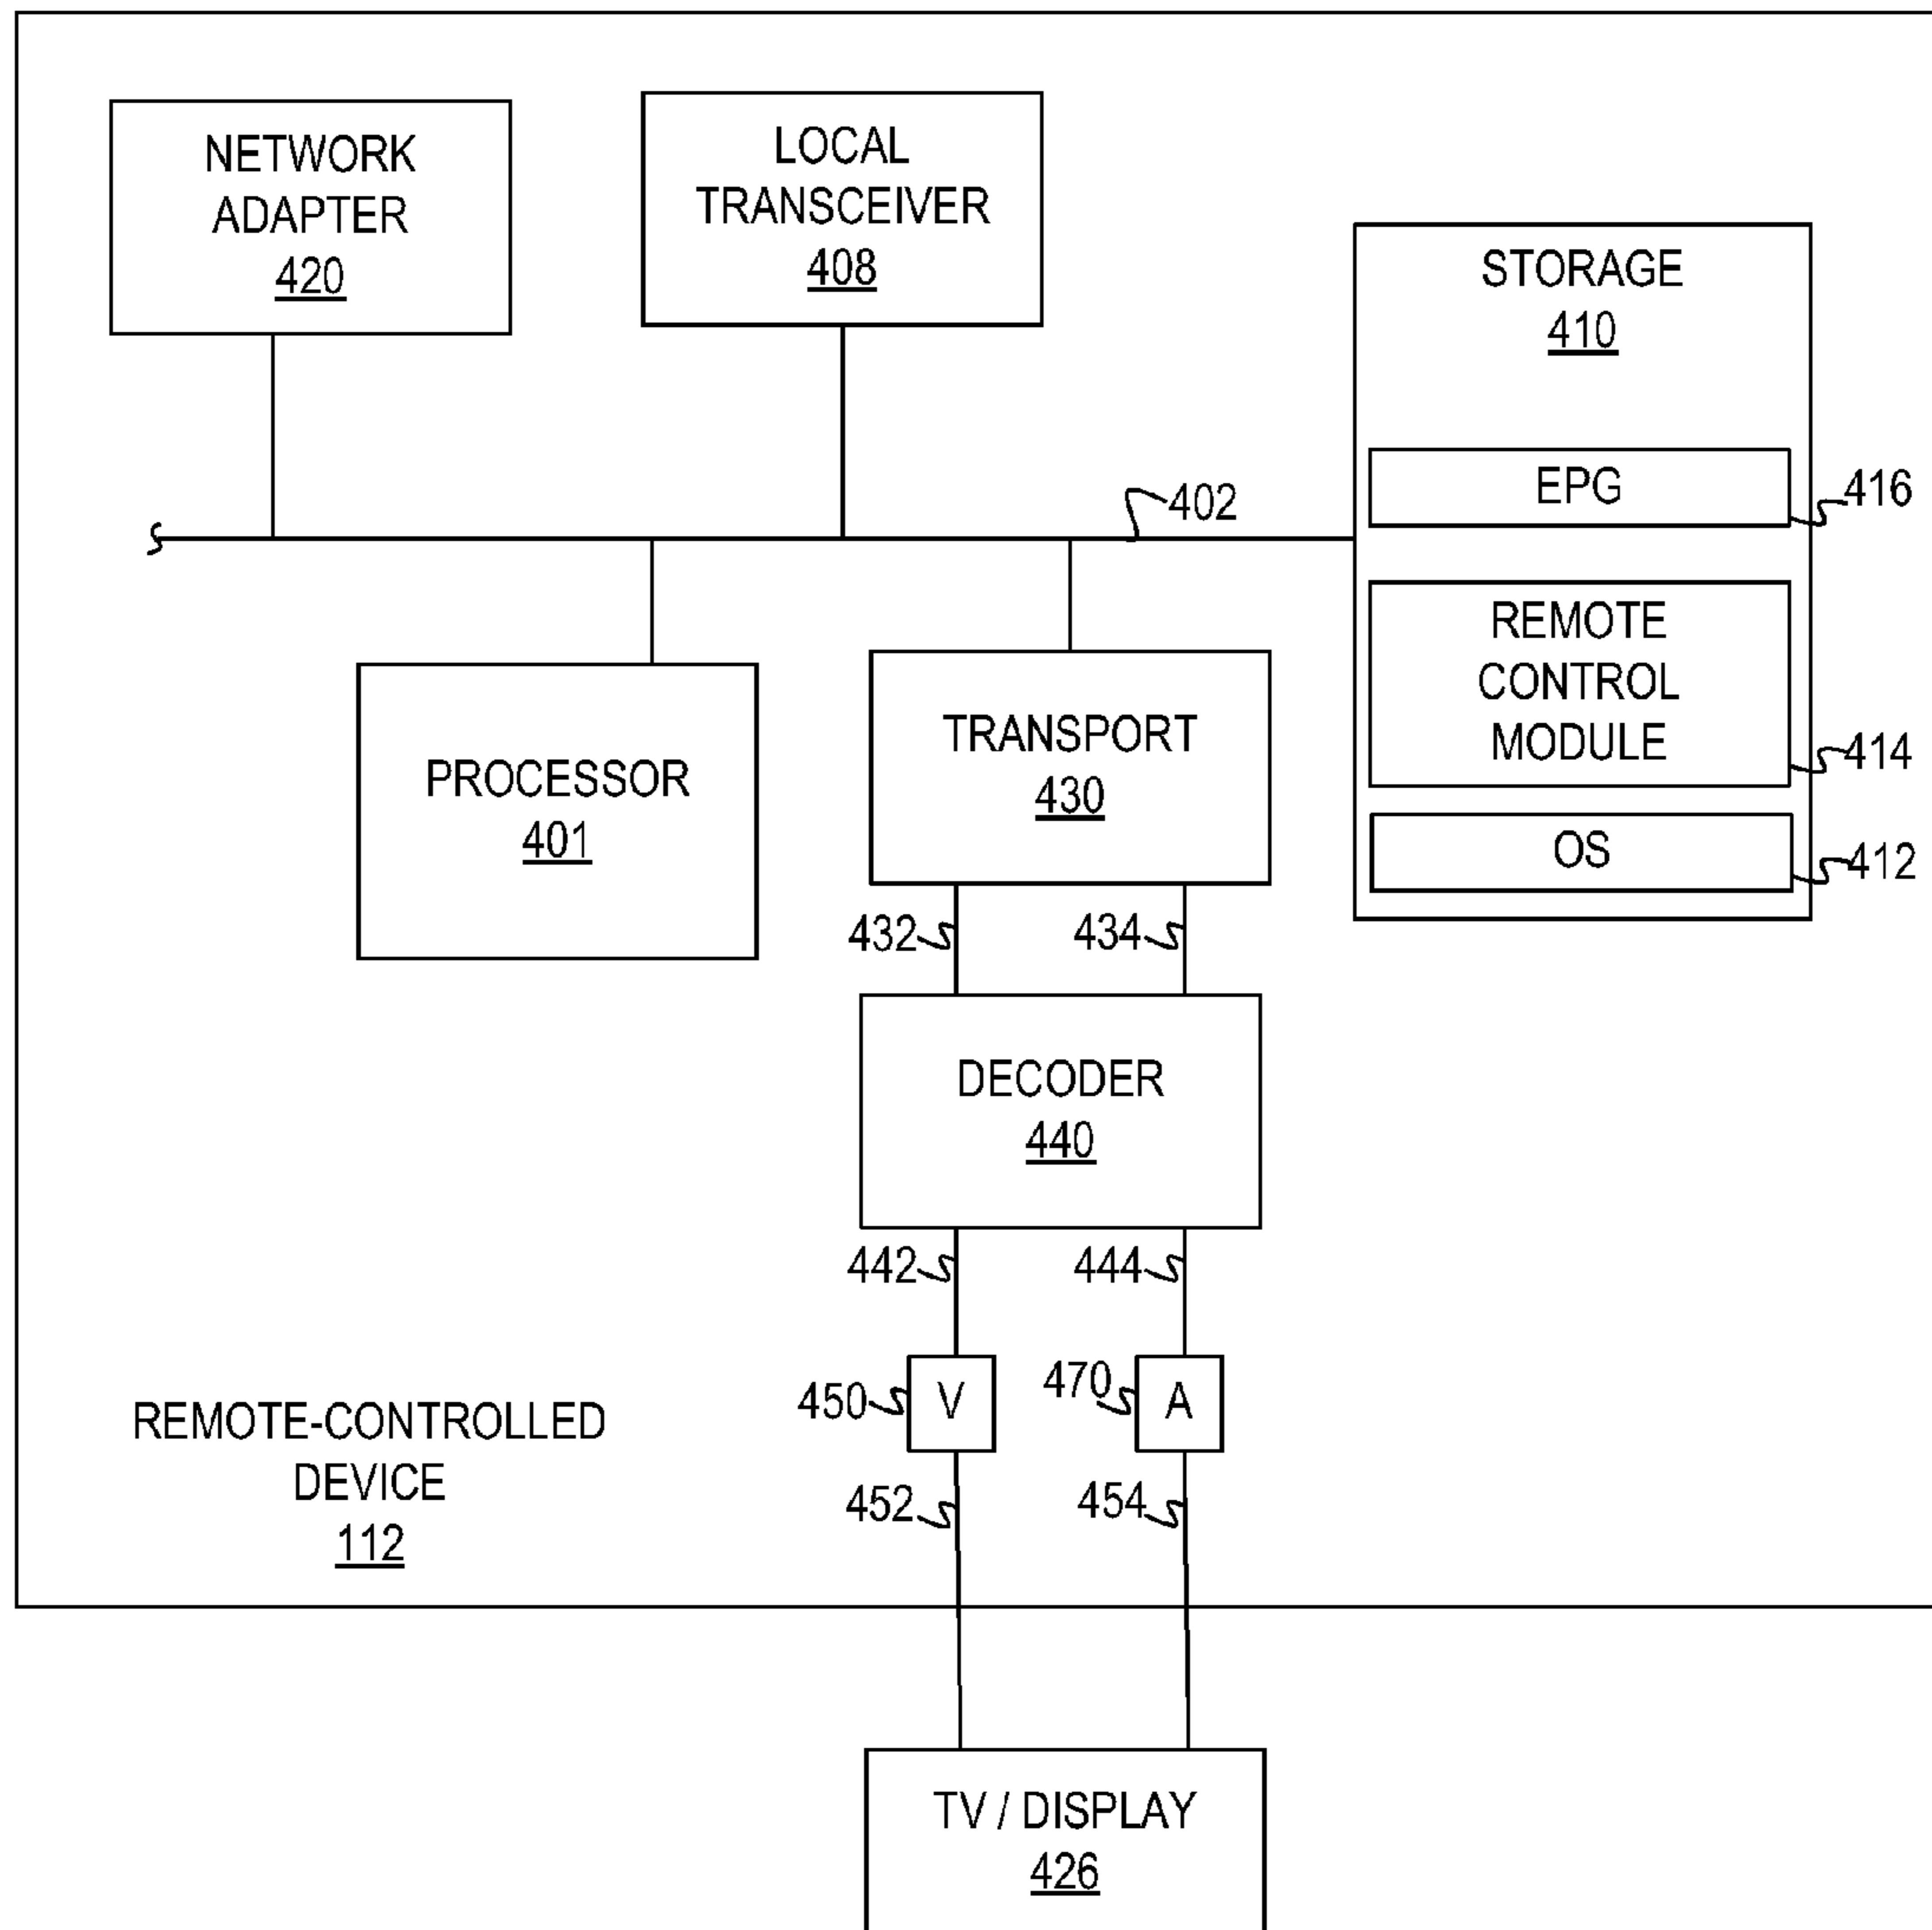 NETWORK
ADAPTER
420
LOCAL
TRANSCEIVER
408
STORAGE
410
EPG
416
402
REMOTE
CONTROL
MODULE
414
OS
412
PROCESSOR
401
TRANSPORT
430
432
434
DECODER
440
442
444
450
V
470
A
452
454
REMOTE-CONTROLLED
DEVICE
112
TV / DISPLAY
426